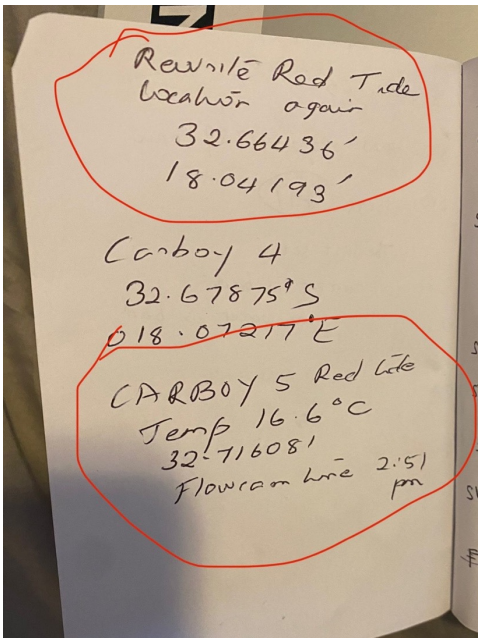 Rewrite Red Tide
location again
32.66436'
18.04193'
Carboy 4
32.67875° S
018.07217° E
CARBOY 5 Red tide
Temp 16.6°C
32.716081
Flowcam time 2:51
pm